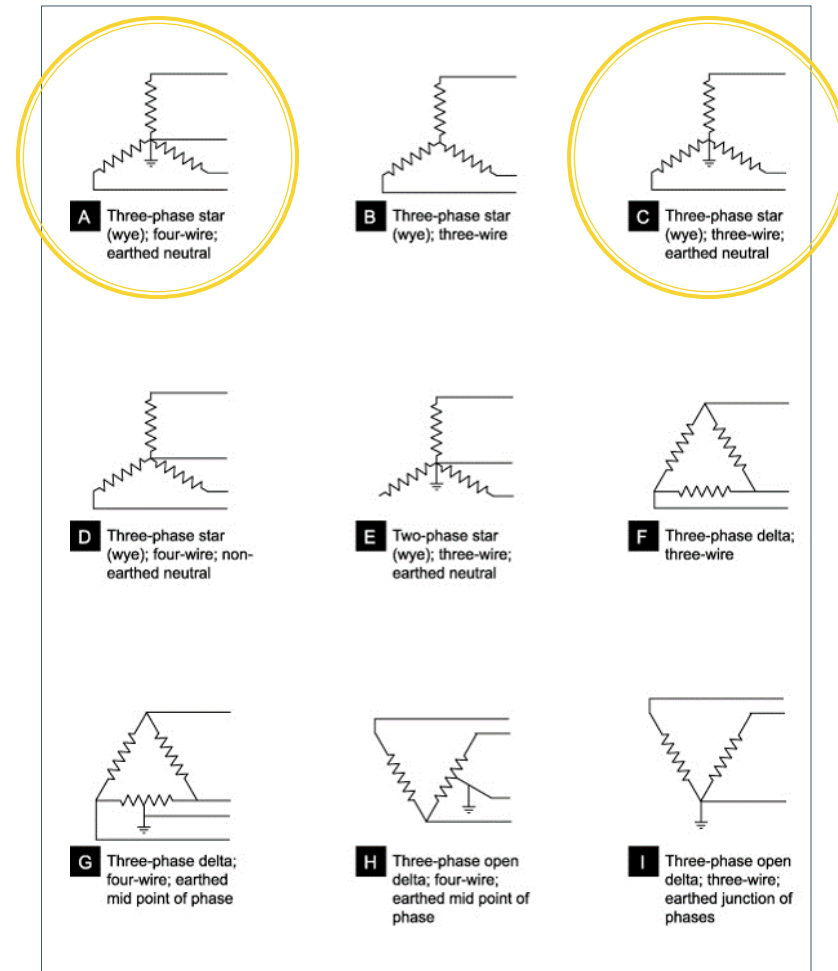 A Three-phase star
(wye); four-wire;
earthed neutral
B Three-phase star
(wye); three-wire
C Three-phase star
(wye); three-wire;
earthed neutral
D Three-phase star
(wye); four-wire; non-
earthed neutral
E Two-phase star
(wye); three-wire;
earthed neutral
F Three-phase delta;
three-wire
G Three-phase delta;
four-wire; earthed
mid point of phase
H Three-phase open
delta; four-wire;
earthed mid point of
phase
I Three-phase open
delta; three-wire;
earthed junction of
phases